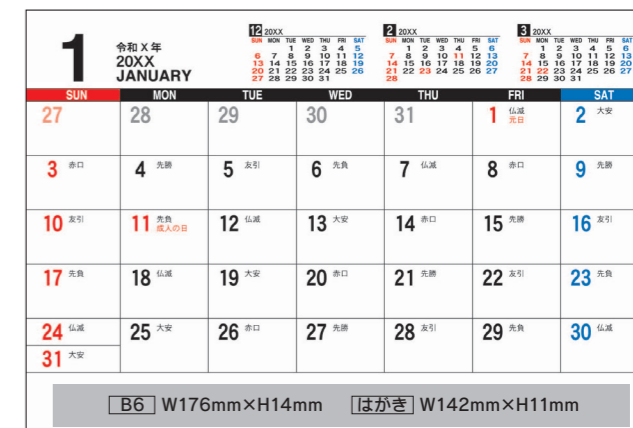 1
令和 X 年
20XX
JANUARY
12 20XX
SUN MON TUE WED THU FRI SAT
1 2 3 4 5
6 7 8 9 10 11 12
13 14 15 16 17 18 19
20 21 22 23 24 25 26
27 28 29 30 31
2 20XX
SUN MON TUE WED THU FRI SAT
1 2 3 4 5 6
7 8 9 10 11 12 13
14 15 16 17 18 19 20
21 22 23 24 25 26 27
28
3 20XX
SUN MON TUE WED THU FRI SAT
1 2 3 4 5 6
7 8 9 10 11 12 13
14 15 16 17 18 19 20
21 22 23 24 25 26 27
28 29 30 31
SUN MON TUE WED THU FRI SAT
27 28 29 30 31 1 仏滅 元日 2 大安
3 赤口 4 先勝 5 友引 6 先負 7 仏滅 8 赤口 9 先勝
10 友引 11 先負 成人の日 12 仏滅 13 大安 14 赤口 15 先勝 16 友引
17 先負 18 仏滅 19 大安 20 赤口 21 先勝 22 友引 23 先負
24 仏滅 25 大安 26 赤口 27 先勝 28 友引 29 先負 30 仏滅
31 大安
B6 W176mm×H14mm はがき W142mm×H11mm